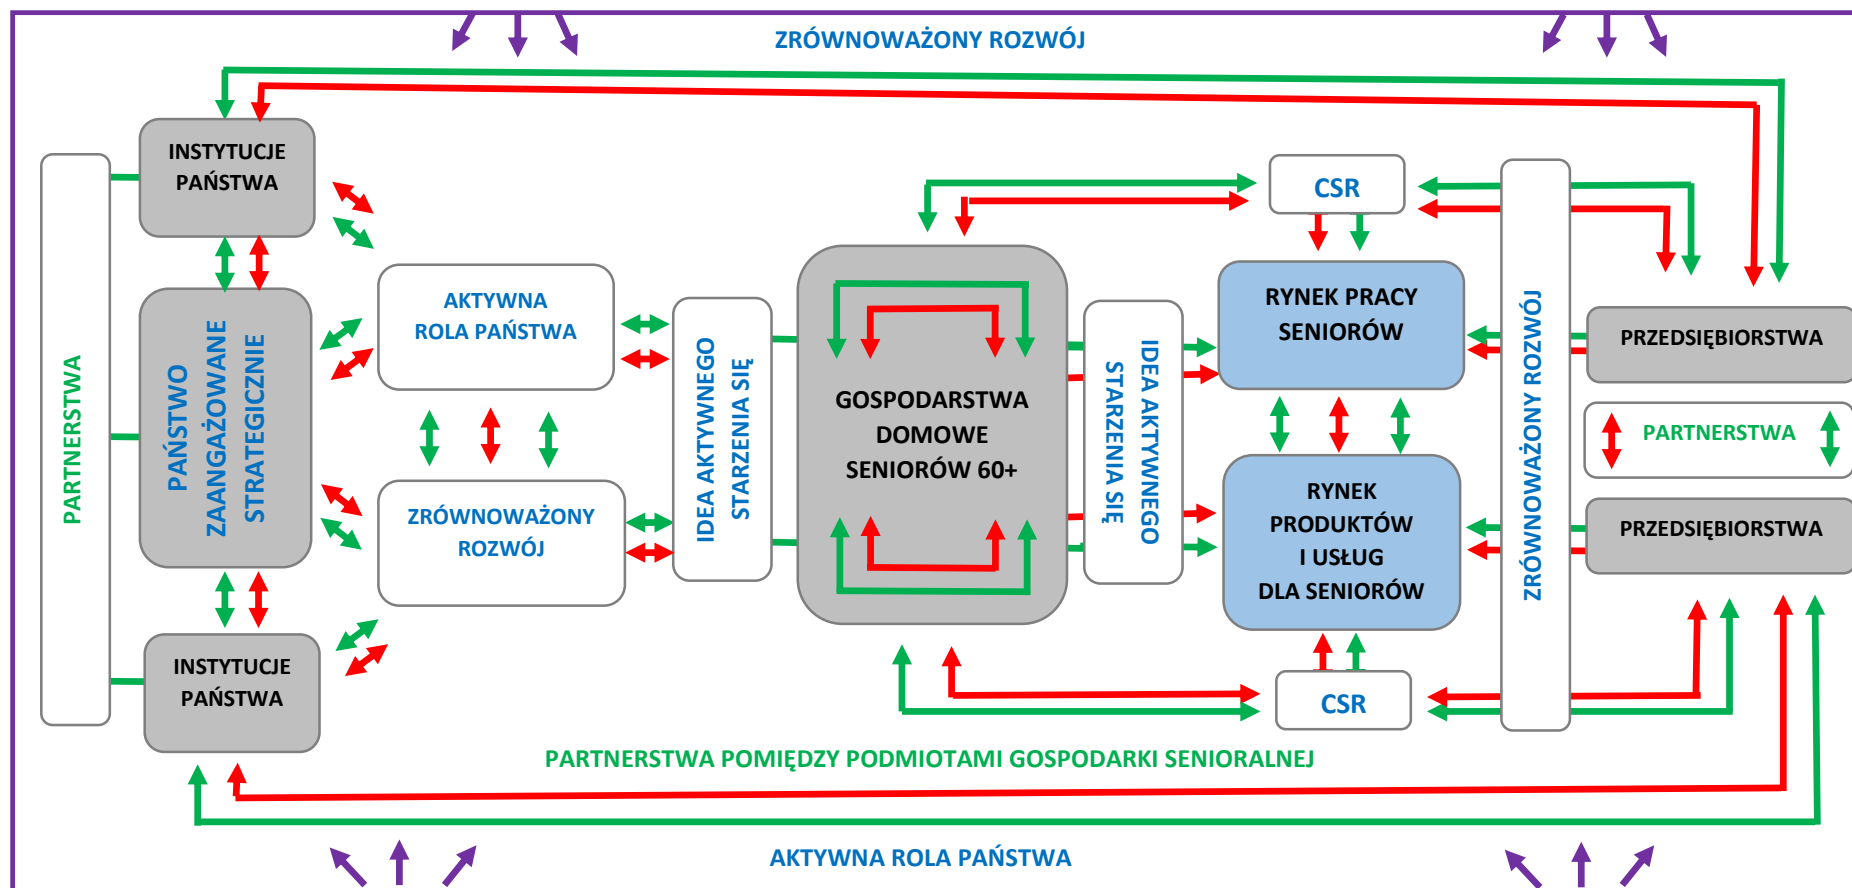 ZRÓWNOWAŻONY ROZWÓJ
INSTYTUCJE
PAŃSTWA
PARTNERSTWA
PAŃSTWO
ZAANGAŻOWANE
STRATEGICZNIE
INSTYTUCJE
PAŃSTWA
AKTYWNA
ROLA PAŃSTWA
ZRÓWNOWAŻONY
ROZWÓJ
IDEA AKTYWNEGO
STARZENIA SIĘ
GOSPODARSTWA
DOMOWE
SENIORÓW 60+
IDEA AKTYWNEGO
STARZENIA SIĘ
CSR
RYNEK PRACY
SENIORÓW
RYNEK
PRODUKTÓW
I USŁUG
DLA SENIORÓW
CSR
ZRÓWNOWAŻONY ROZWÓJ
PRZEDSIĘBIORSTWA
PARTNERSTWA
PRZEDSIĘBIORSTWA
PARTNERSTWA POMIĘDZY PODMIOTAMI GOSPODARKI SENIORALNEJ
AKTYWNA ROLA PAŃSTWA